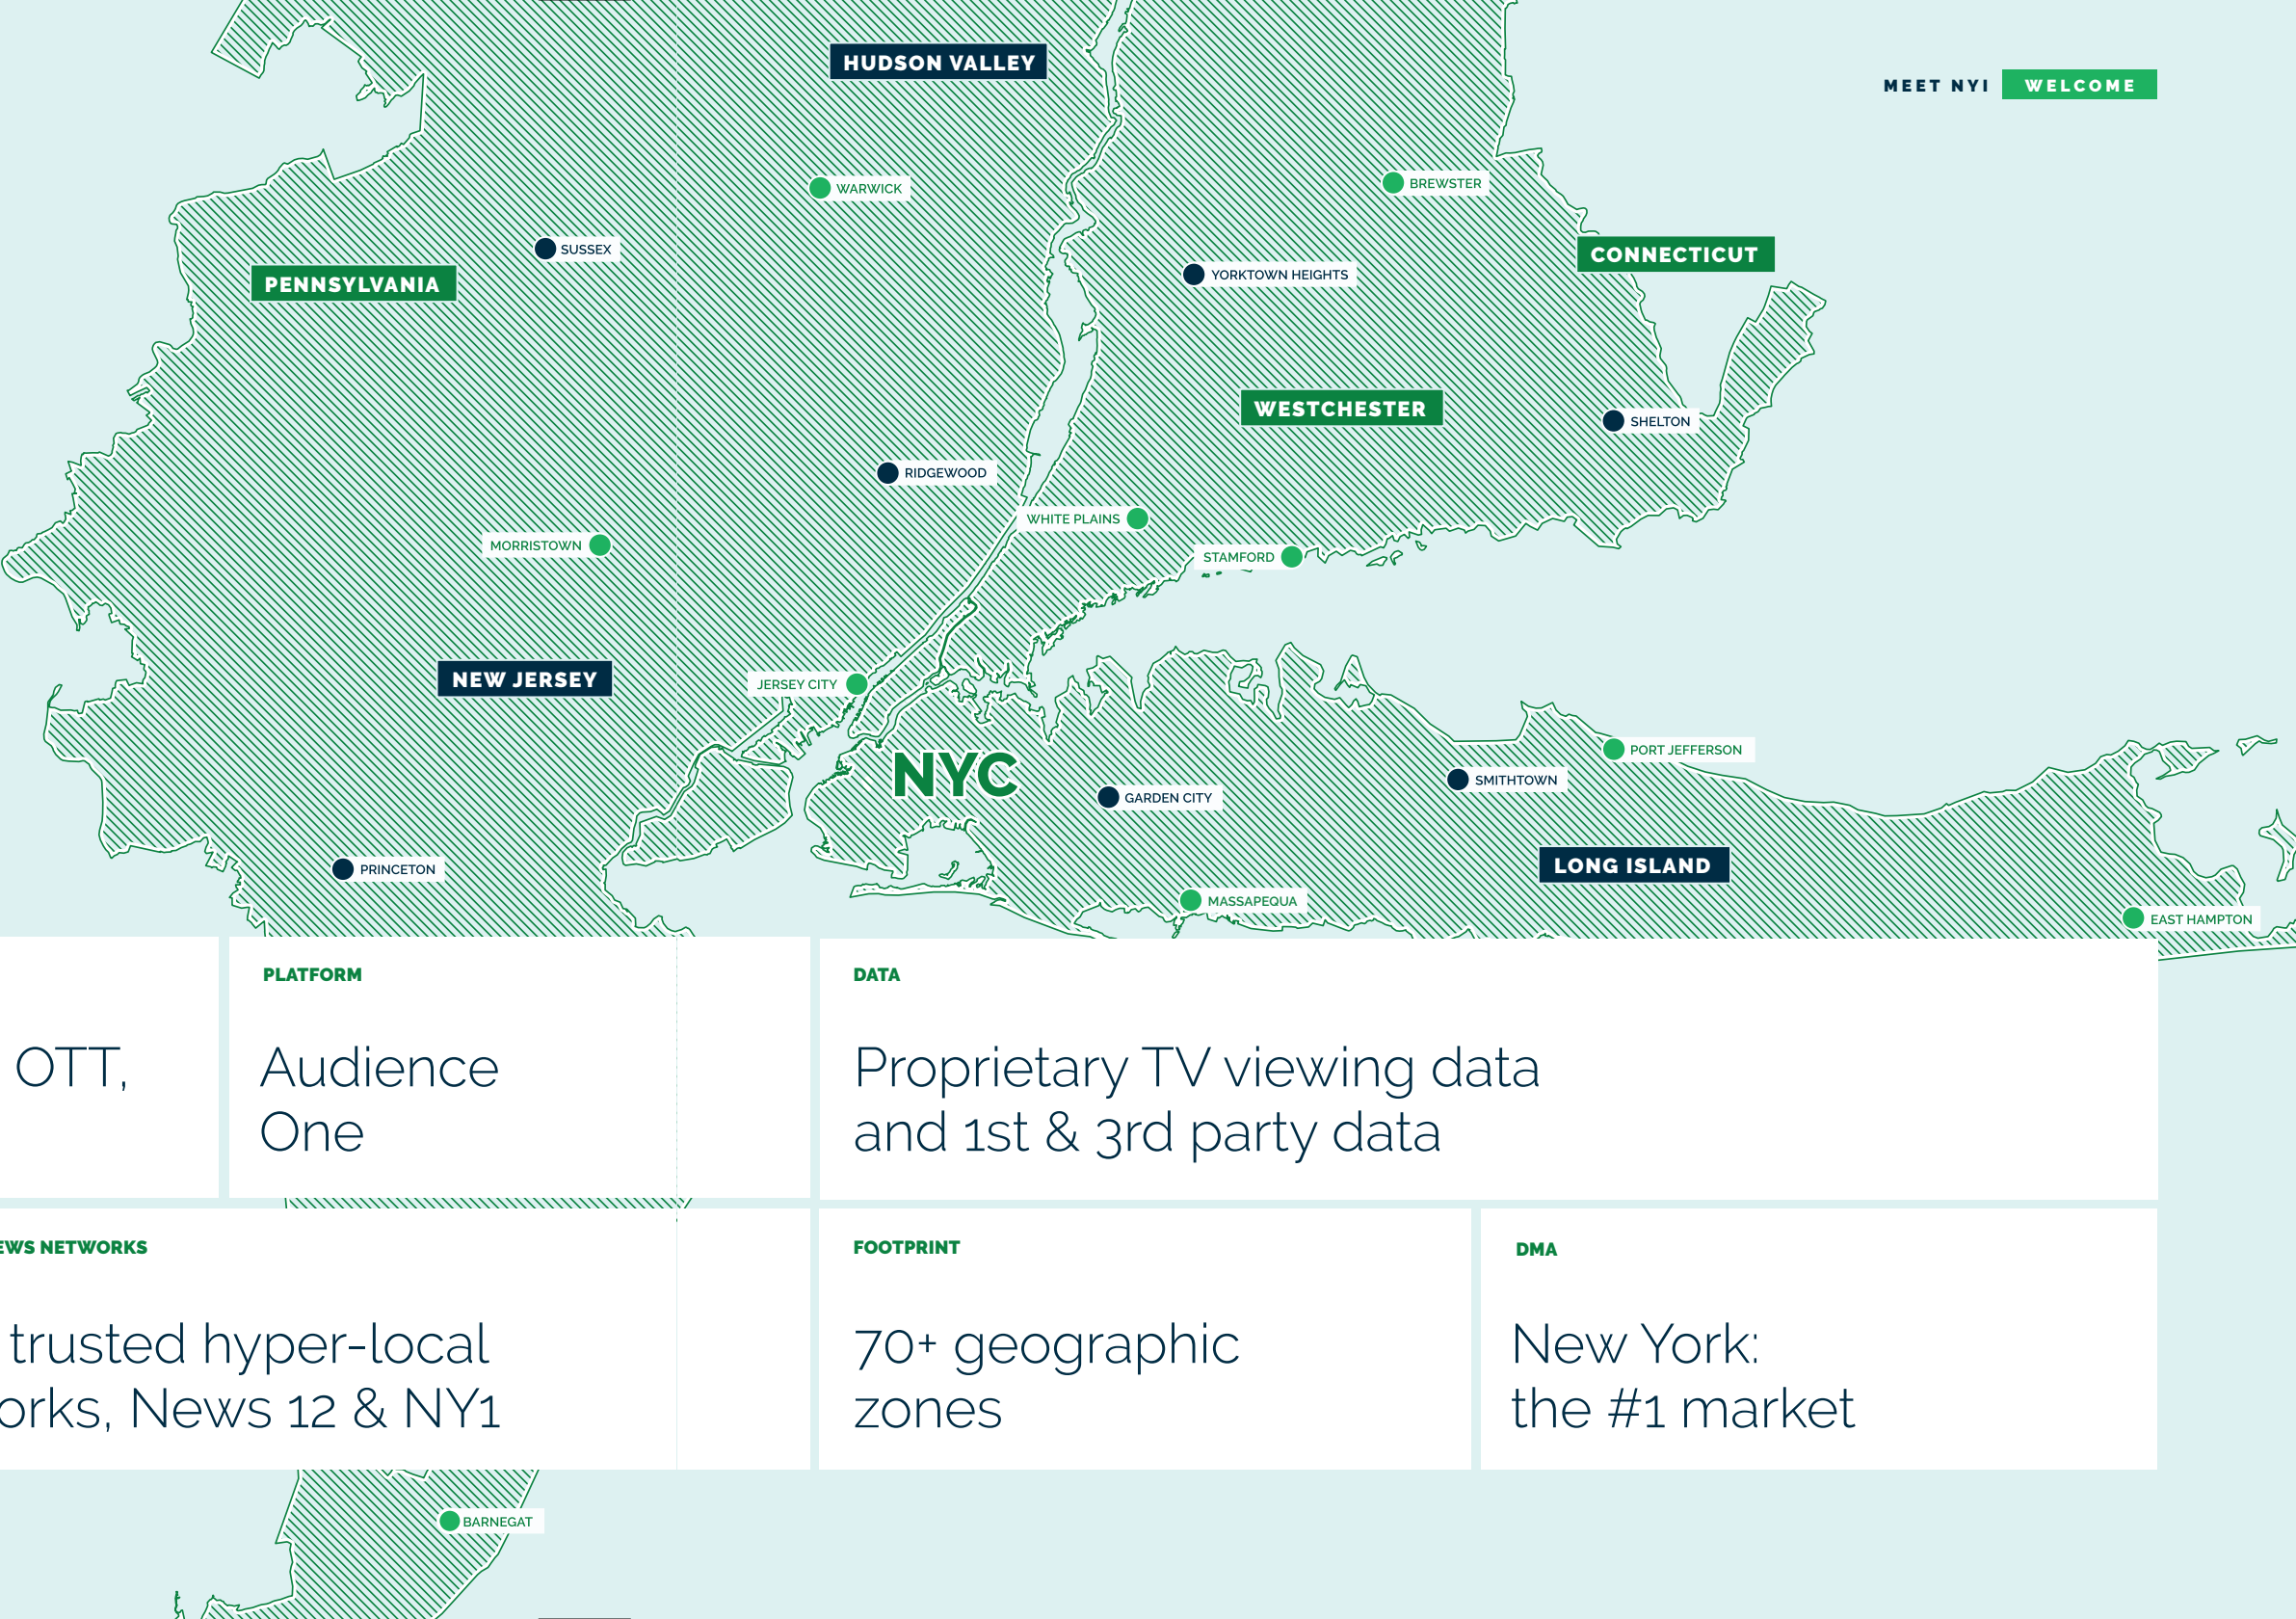 HUDSON VALLEY
MEET NYI WELCOME
WARWICK
BREWSTER
SUSSEX
CONNECTICUT
PENNSYLVANIA
YORKTOWN HEIGHTS
WESTCHESTER
SHELTON
RIDGEWOOD
WHITE PLAINS
MORRISTOWN
STAMFORD
NEW JERSEY
JERSEY CITY
PORT JEFFERSON
NYC
SMITHTOWN
GARDEN CITY
LONG ISLAND
PRINCETON
MASSAPEQUA
EAST HAMPTON
OTT,
PLATFORM
Audience
One
DATA
Proprietary TV viewing data
and 1st & 3rd party data
EWS NETWORKS
trusted hyper-local
orks, News 12 & NY1
FOOTPRINT
70+ geographic
zones
DMA
New York:
the #1 market
BARNEGAT